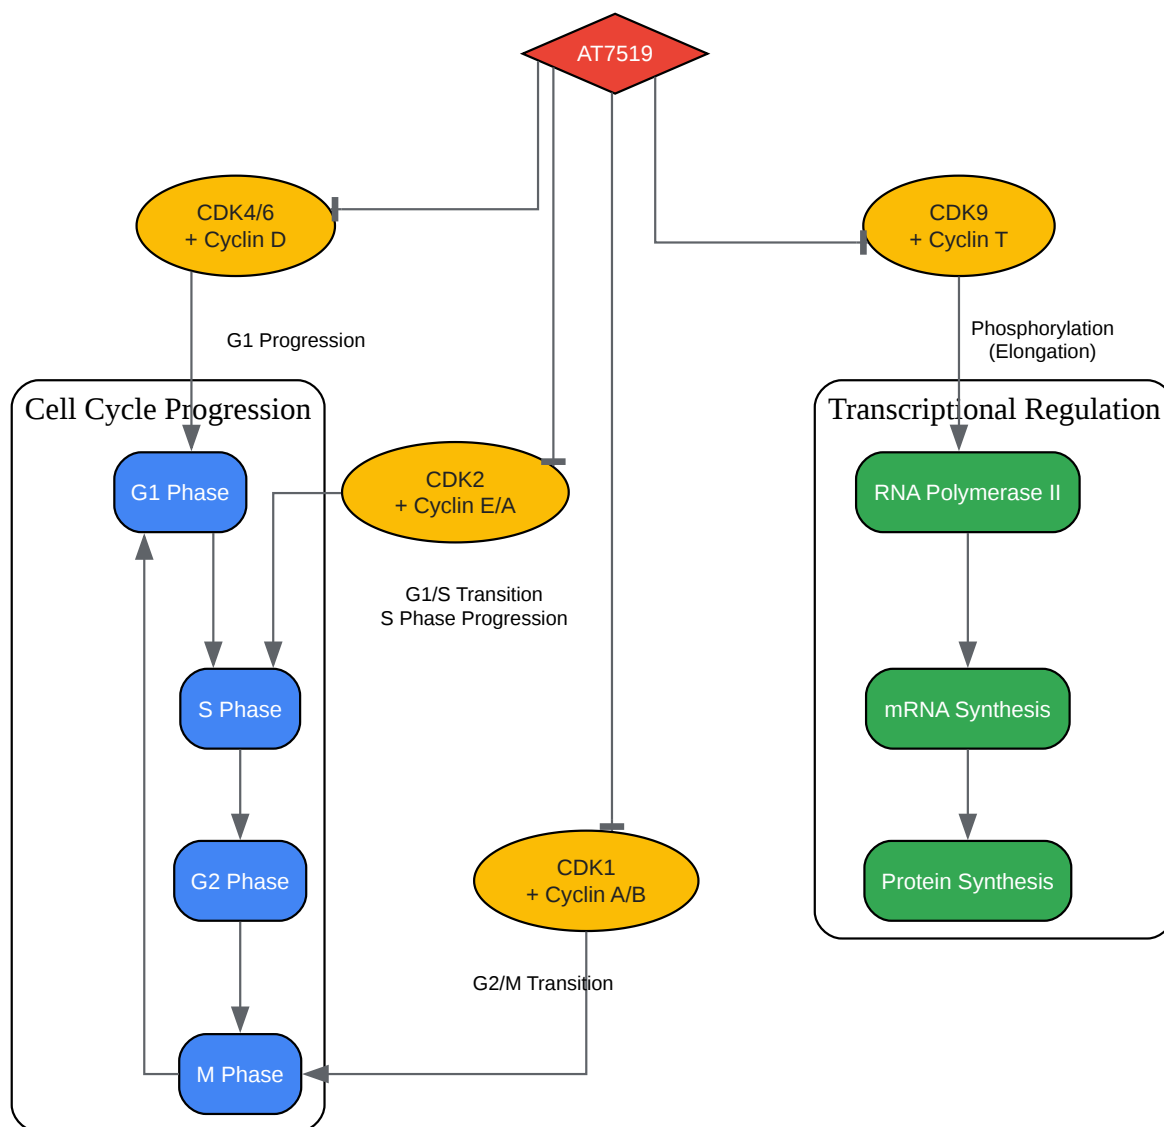 AT7519
CDK4/6
+ Cyclin D
CDK9
+ Cyclin T
G1 Progression
Phosphorylation
(Elongation)
Cell Cycle Progression
Transcriptional Regulation
G1 Phase
CDK2
+ Cyclin E/A
RNA Polymerase II
G1/S Transition
S Phase Progression
S Phase
mRNA Synthesis
G2 Phase
CDK1
+ Cyclin A/B
Protein Synthesis
G2/M Transition
M Phase